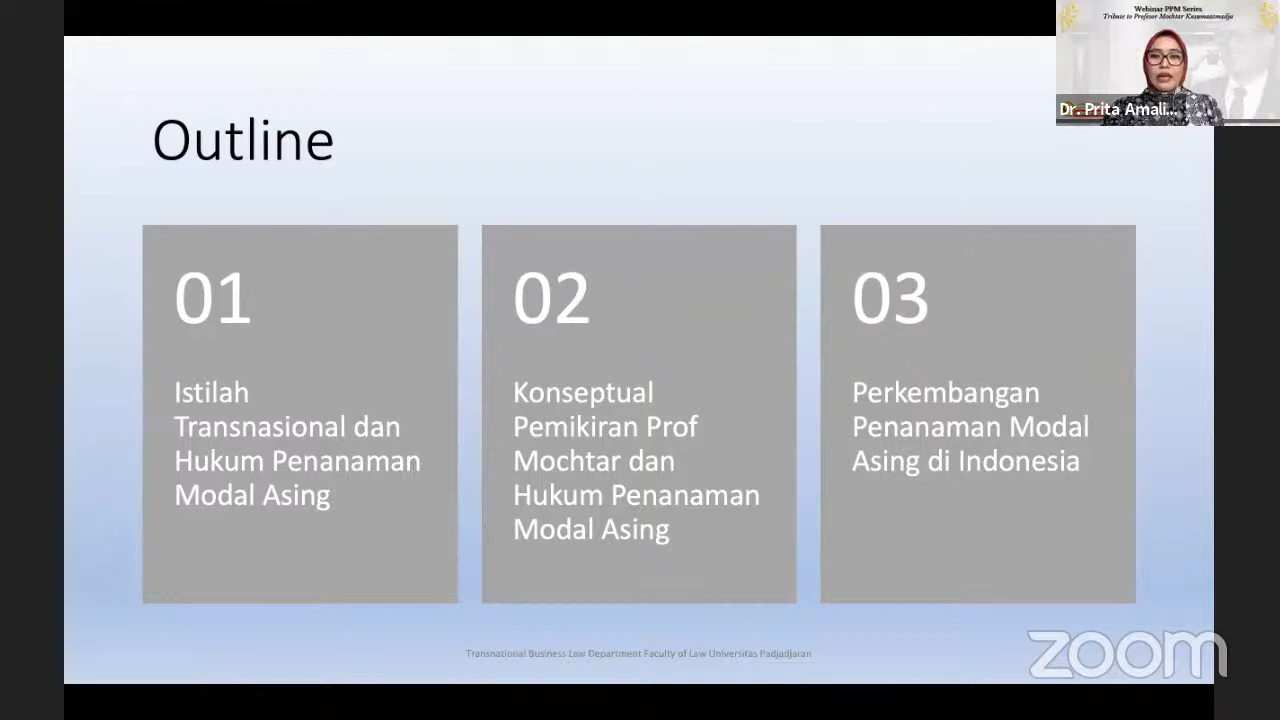 Webinar PPM Series
Tribute to Profesor Mochtar Kusumaatmadja
Dr. Prita Amali...
Outline
01
Istilah
Transnasional dan
Hukum Penanaman
Modal Asing
02
Konseptual
Pemikiran Prof
Mochtar dan
Hukum Penanaman
Modal Asing
03
Perkembangan
Penanaman Modal
Asing di Indonesia
Transnational Business Law Department Faculty of Law Universitas Padjadjaran
zoom